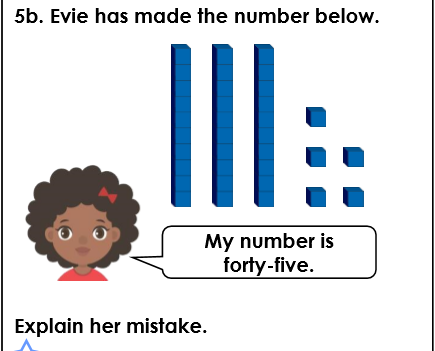 5b. Evie has made the number below.
My number is
forty-five.
Explain her mistake.